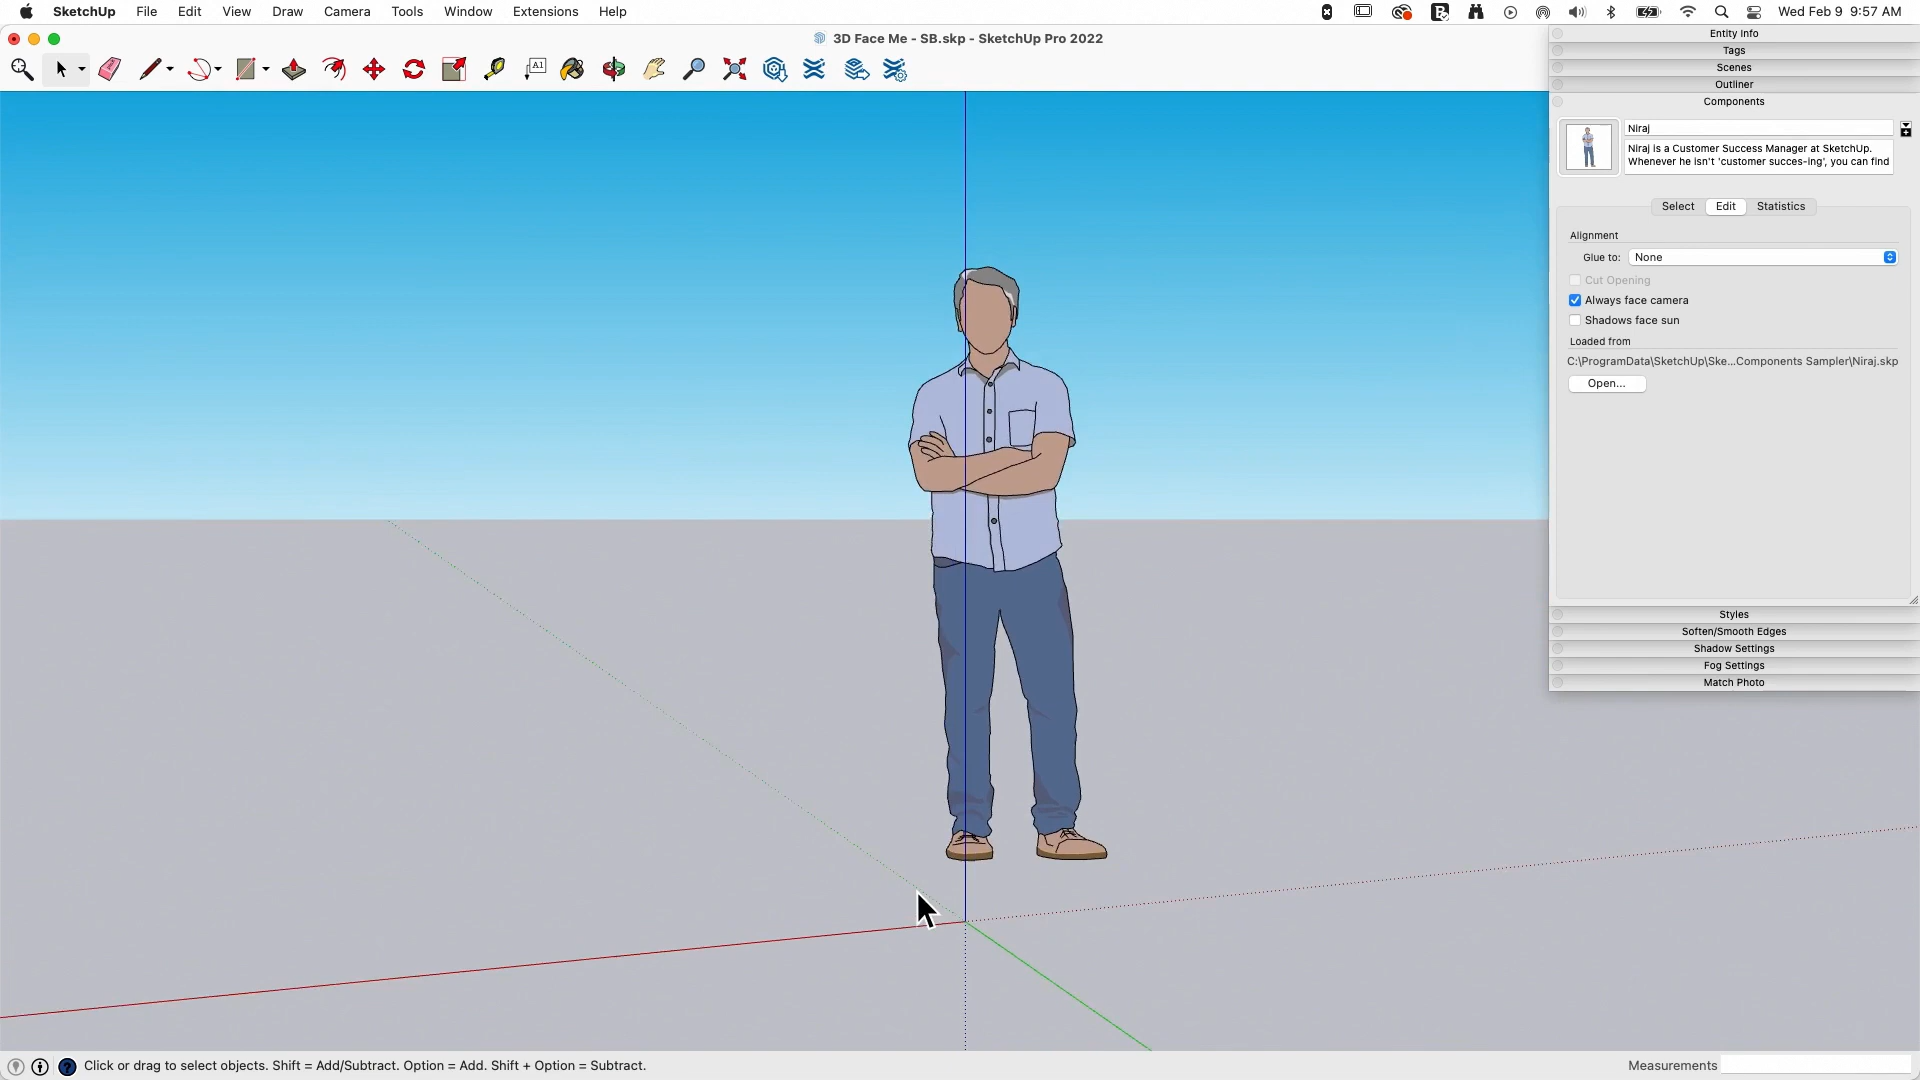 SketchUp File Edit View Draw Camera Tools Window Extensions Help Wed Feb 9 9:57 AM
3D Face Me - SB.skp - SketchUp Pro 2022
A1
Entity Info
Tags
Scenes
Outliner
Components
Niraj
Niraj is a Customer Success Manager at SketchUp.
Whenever he isn't 'customer succes-ing', you can find
Select Edit Statistics
Alignment
Glue to: None
Cut Opening
Always face camera
Shadows face sun
Loaded from
C:\ProgramData\SketchUp\Ske...Components Sampler\Niraj.skp
Open...
Styles
Soften/Smooth Edges
Shadow Settings
Fog Settings
Match Photo
Click or drag to select objects. Shift = Add/Subtract. Option = Add. Shift + Option = Subtract.
Measurements